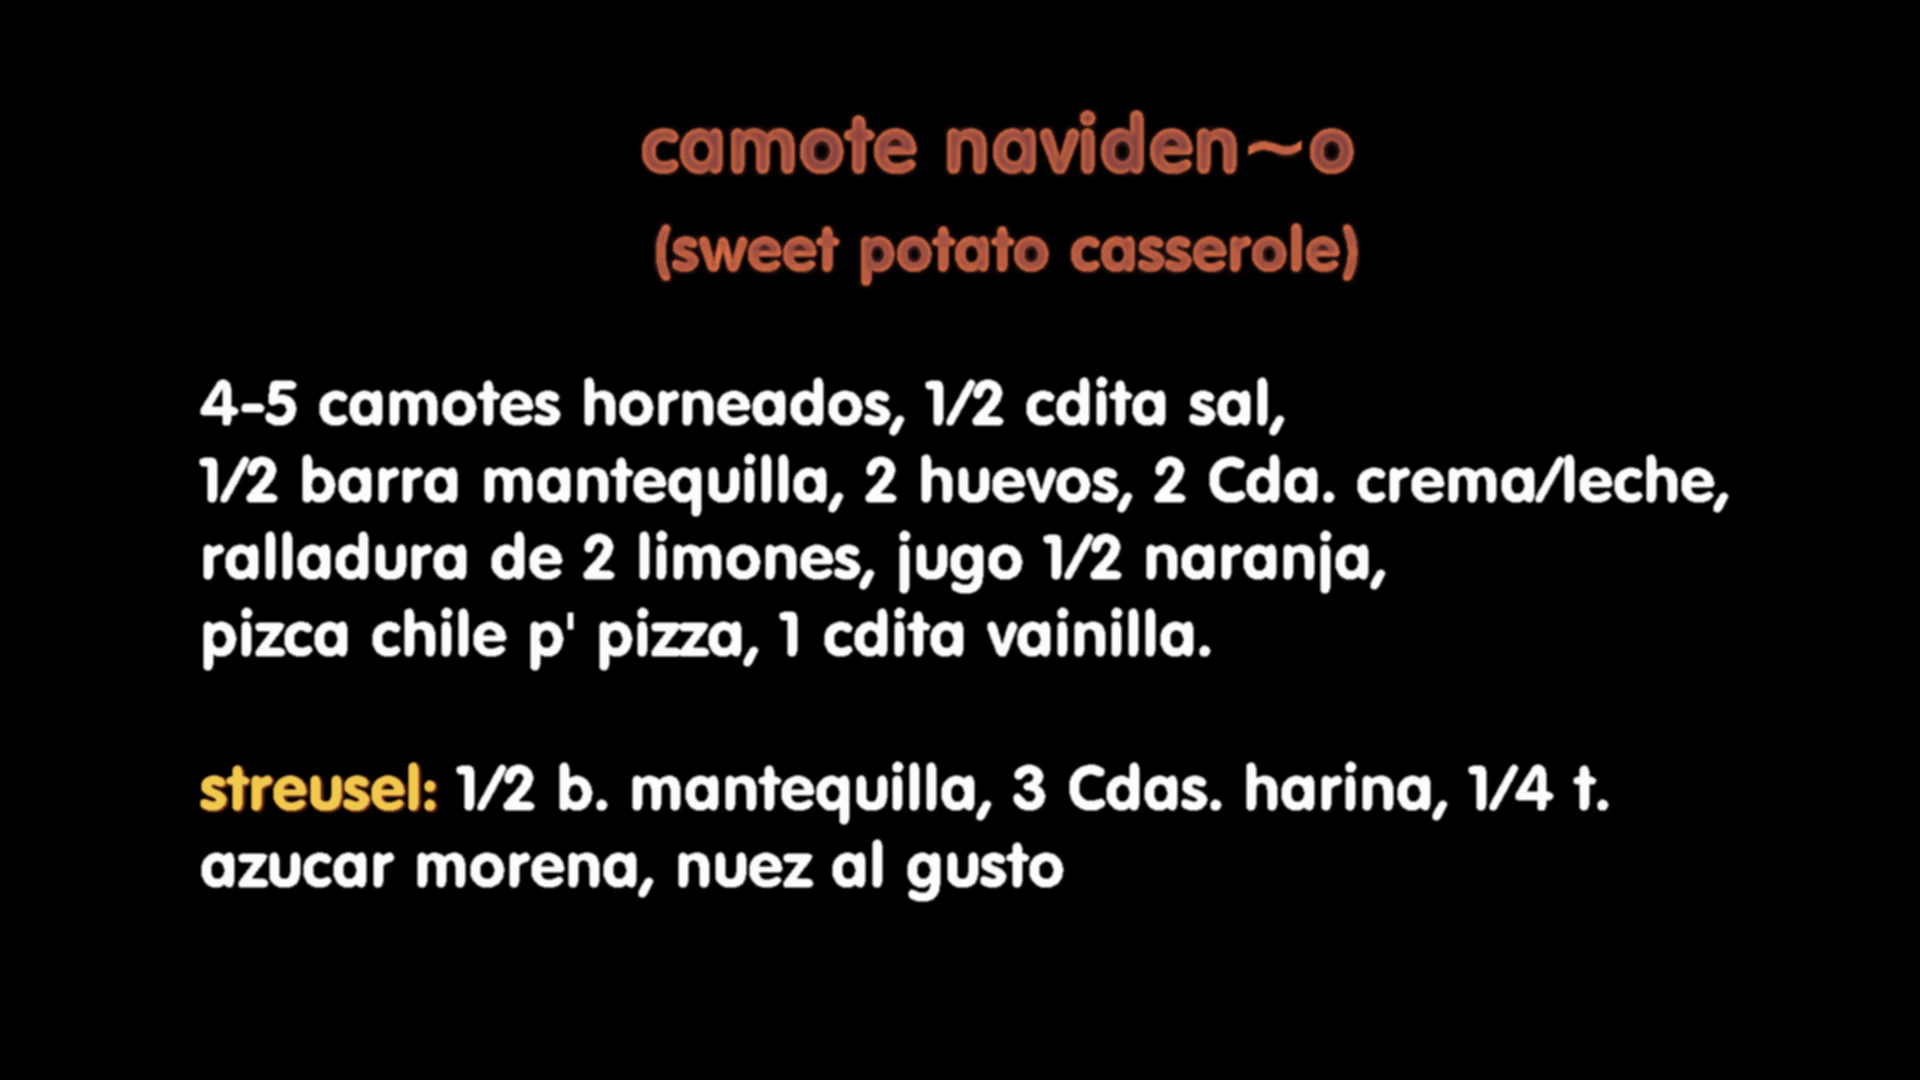 camote naviden~o
(sweet potato casserole)
4-5 camotes horneados, 1/2 cdita sal,
1/2 barra mantequilla, 2 huevos, 2 Cda. crema/leche,
ralladura de 2 limones, jugo 1/2 naranja,
pizca chile p' pizza, 1 cdita vainilla.
streusel: 1/2 b. mantequilla, 3 Cdas. harina, 1/4 t.
azucar morena, nuez al gusto